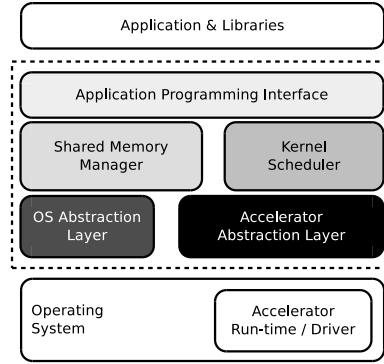 Application & Libraries
Application Programming Interface
Shared Memory
Manager
Kernel
Scheduler
OS Abstraction
Layer
Accelerator
Abstraction Layer
Operating
System
Accelerator
Run-time / Driver